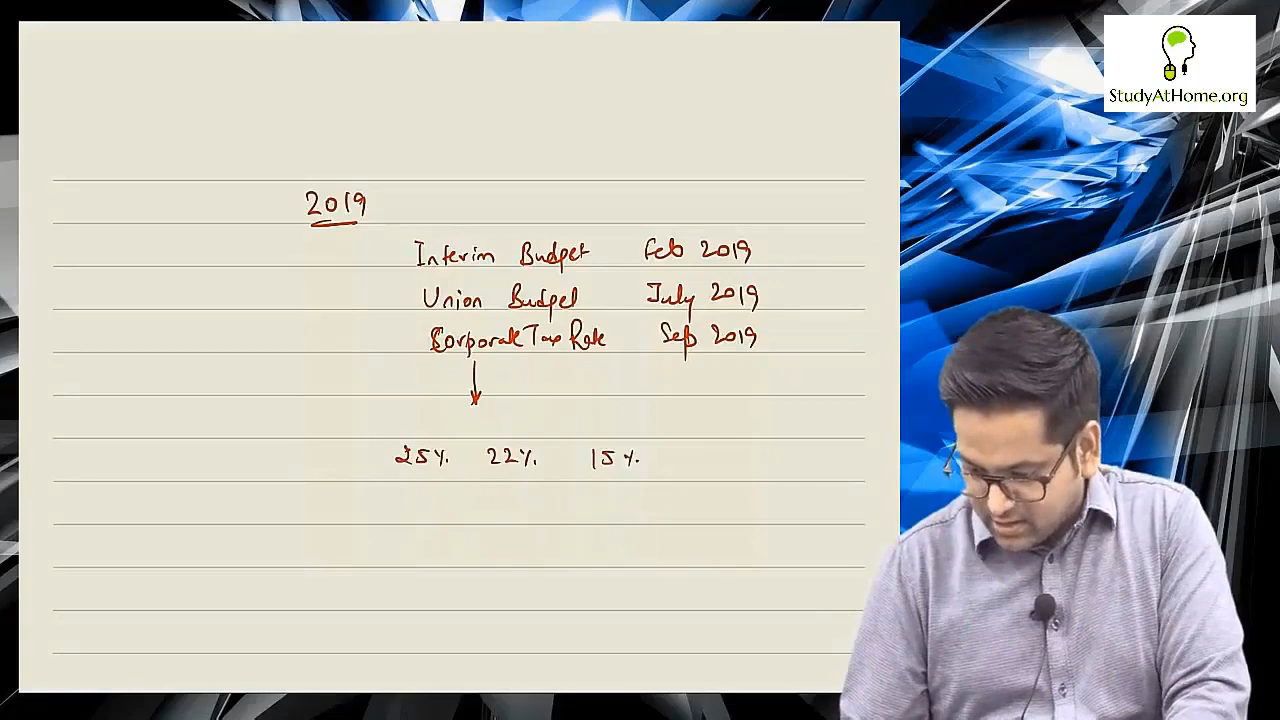 StudyAtHome.org
2019
Interim Budget Feb 2019
Union Budget July 2019
Corporate Tax Rate Sep 2019
25% 22% 15%